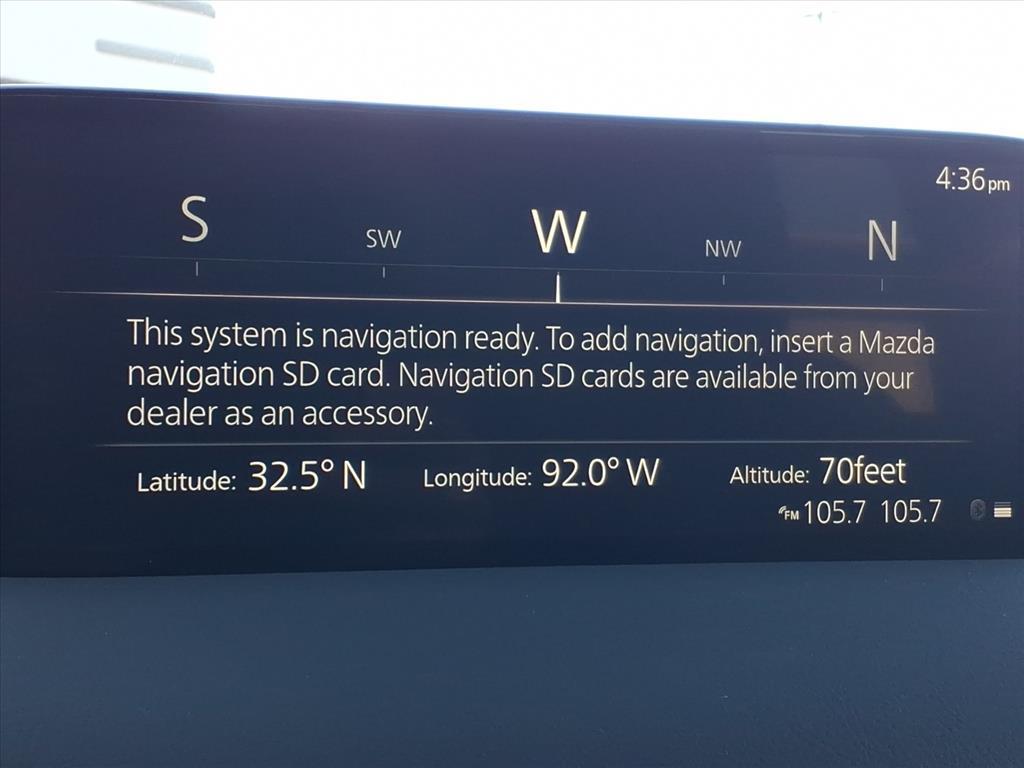 4:36pm
S SW W NW N
This system is navigation ready. To add navigation, insert a Mazda
navigation SD card. Navigation SD cards are available from your
dealer as an accessory.
Latitude: 32.5° N Longitude: 92.0° W Altitude: 70feet
FM 105.7 105.7